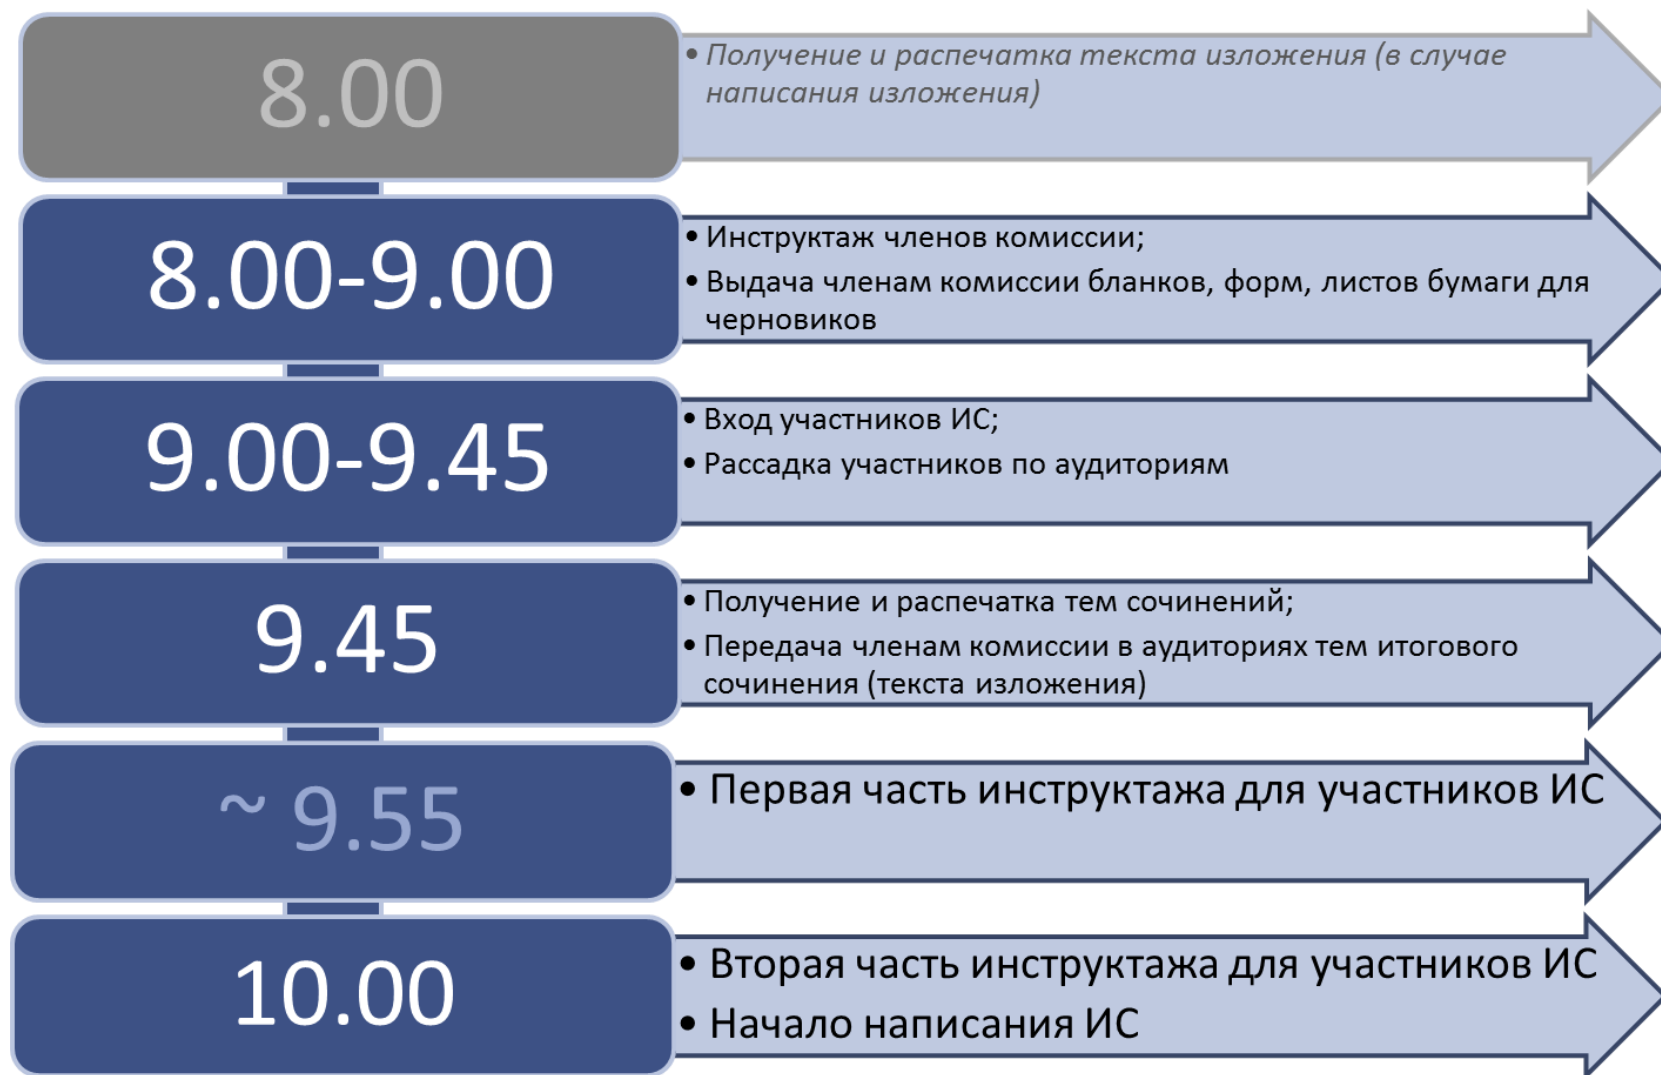 8.00
• Получение и распечатка текста изложения (в случае
написания изложения)
8.00-9.00
• Инструктаж членов комиссии;
• Выдача членам комиссии бланков, форм, листов бумаги для
черновиков
9.00-9.45
• Вход участников ИС;
• Рассадка участников по аудиториям
9.45
• Получение и распечатка тем сочинений;
• Передача членам комиссии в аудиториях тем итогового
сочинения (текста изложения)
~ 9.55
• Первая часть инструктажа для участников ИС
10.00
• Вторая часть инструктажа для участников ИС
• Начало написания ИС